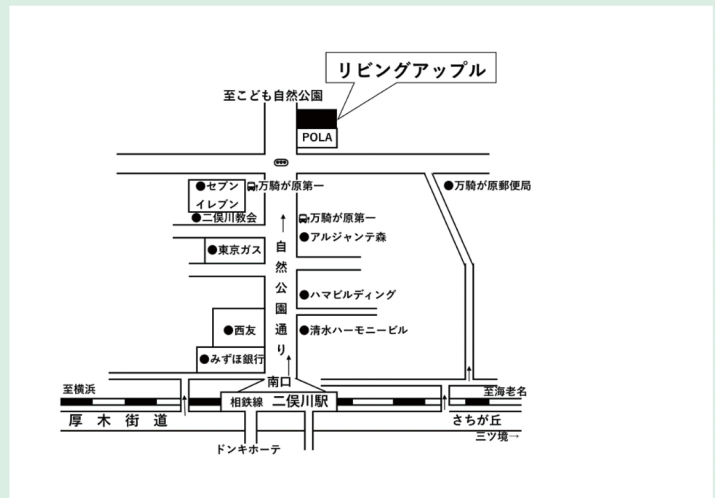 リビングアップル
至こども自然公園
POLA
●セブン
イレブン
万騎が原第一
●万騎が原郵便局
●二俣川教会
万騎が原第一
●アルジャンテ森
●東京ガス
自然公園通り
●ハマビルディング
●西友
●清水ハーモニービル
●みずほ銀行
南口
至横浜
至海老名
相鉄線 二俣川駅
厚木街道
さちが丘
三ツ境→
ドンキホーテ